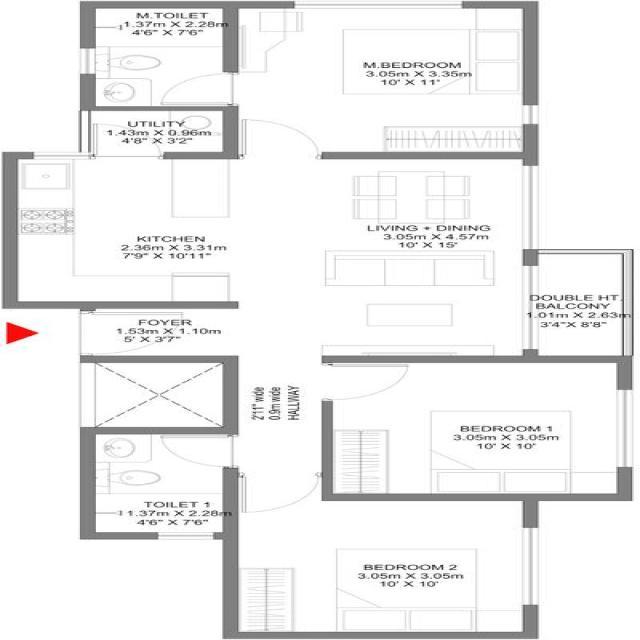 M.TOILET
1.37m X 2.28m
4'6" X 7'6"
M.BEDROOM
3.05m X 3.35m
10' X 11'
UTILITY
1.43m X 0.96m
4'8" X 3'2"
KITCHEN
2.36m X 3.31m
7'9" X 10'11"
LIVING + DINING
3.05m X 4.57m
10' X 15'
DOUBLE HT.
BALCONY
1.01m X 2.63m
3'4"X 8'8"
FOYER
1.53m X 1.10m
5' X 3'7"
2'11" wide
0.9m wide
HALLWAY
BEDROOM 1
3.05m X 3.05m
10' X 10'
TOILET 1
1.37m X 2.28m
4'6" X 7'6"
BEDROOM 2
3.05m X 3.05m
10' X 10'